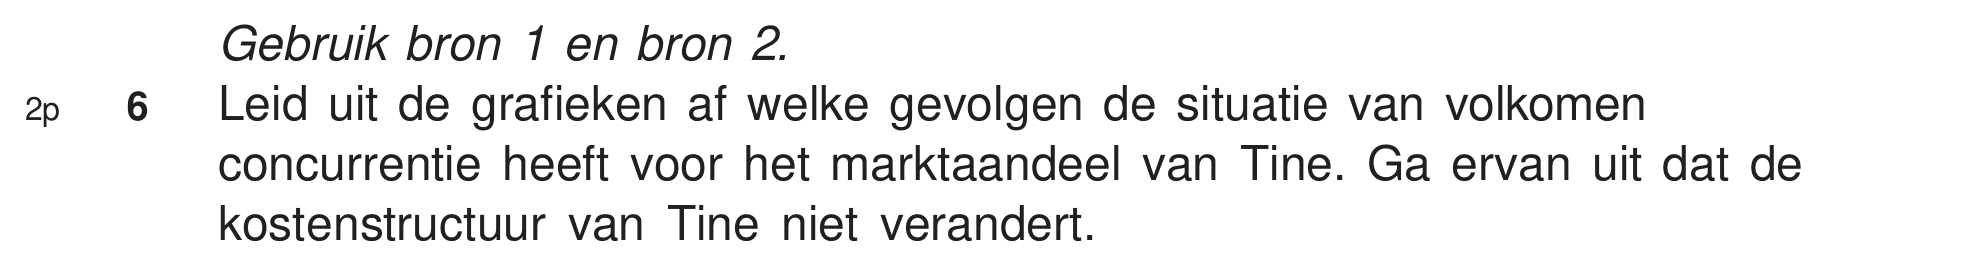 Gebruik bron 1 en bron 2.
2p 6 Leid uit de grafieken af welke gevolgen de situatie van volkomen
concurrentie heeft voor het marktaandeel van Tine. Ga ervan uit dat de
kostenstructuur van Tine niet verandert.